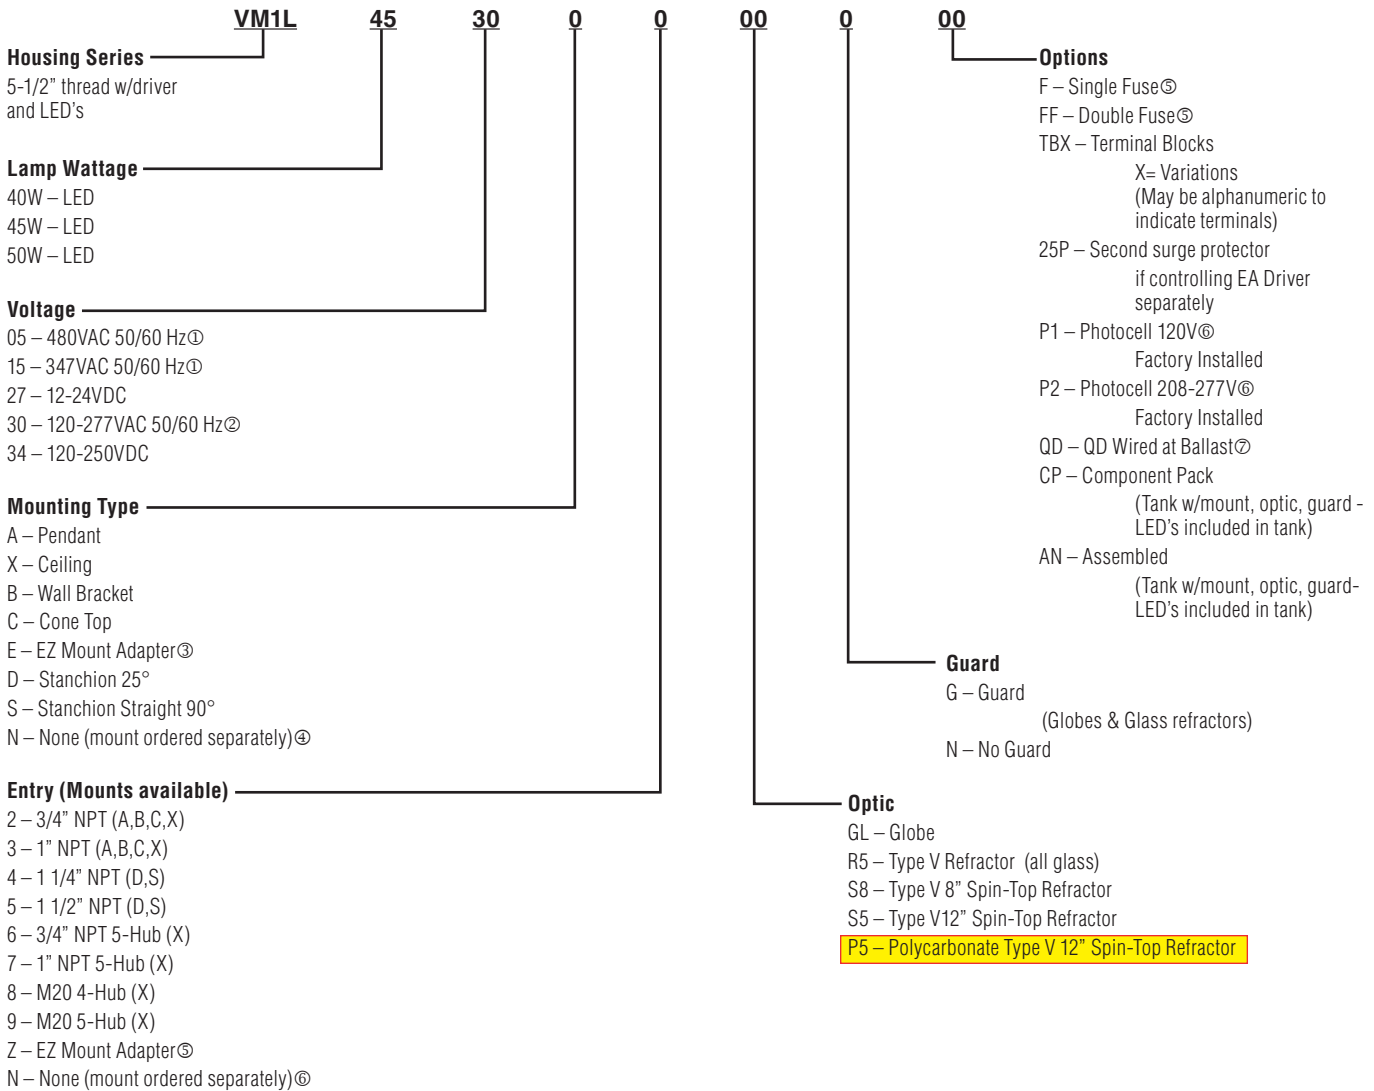 VM1L 45 30 0 0 00 0 00
Housing Series
5-1/2” thread w/driver
and LED’s
Lamp Wattage
40W – LED
45W – LED
50W – LED
Voltage
05 – 480VAC 50/60 Hz①
15 – 347VAC 50/60 Hz①
27 – 12-24VDC
30 – 120-277VAC 50/60 Hz②
34 – 120-250VDC
Mounting Type
A – Pendant
X – Ceiling
B – Wall Bracket
C – Cone Top
E – EZ Mount Adapter③
D – Stanchion 25°
S – Stanchion Straight 90°
N – None (mount ordered separately)④
Entry (Mounts available)
2 – 3/4” NPT (A,B,C,X)
3 – 1” NPT (A,B,C,X)
4 – 1 1/4” NPT (D,S)
5 – 1 1/2” NPT (D,S)
6 – 3/4” NPT 5-Hub (X)
7 – 1” NPT 5-Hub (X)
8 – M20 4-Hub (X)
9 – M20 5-Hub (X)
Z – EZ Mount Adapter⑤
N – None (mount ordered separately)⑥
Options
F – Single Fuse⑤
FF – Double Fuse⑤
TBX – Terminal Blocks
X= Variations
(May be alphanumeric to
indicate terminals)
25P – Second surge protector
if controlling EA Driver
separately
P1 – Photocell 120V⑥
Factory Installed
P2 – Photocell 208-277V⑥
Factory Installed
QD – QD Wired at Ballast⑦
CP – Component Pack
(Tank w/mount, optic, guard -
LED’s included in tank)
AN – Assembled
(Tank w/mount, optic, guard-
LED’s included in tank)
Guard
G – Guard
(Globes & Glass refractors)
N – No Guard
Optic
GL – Globe
R5 – Type V Refractor (all glass)
S8 – Type V 8” Spin-Top Refractor
S5 – Type V12” Spin-Top Refractor
P5 – Polycarbonate Type V 12” Spin-Top Refractor